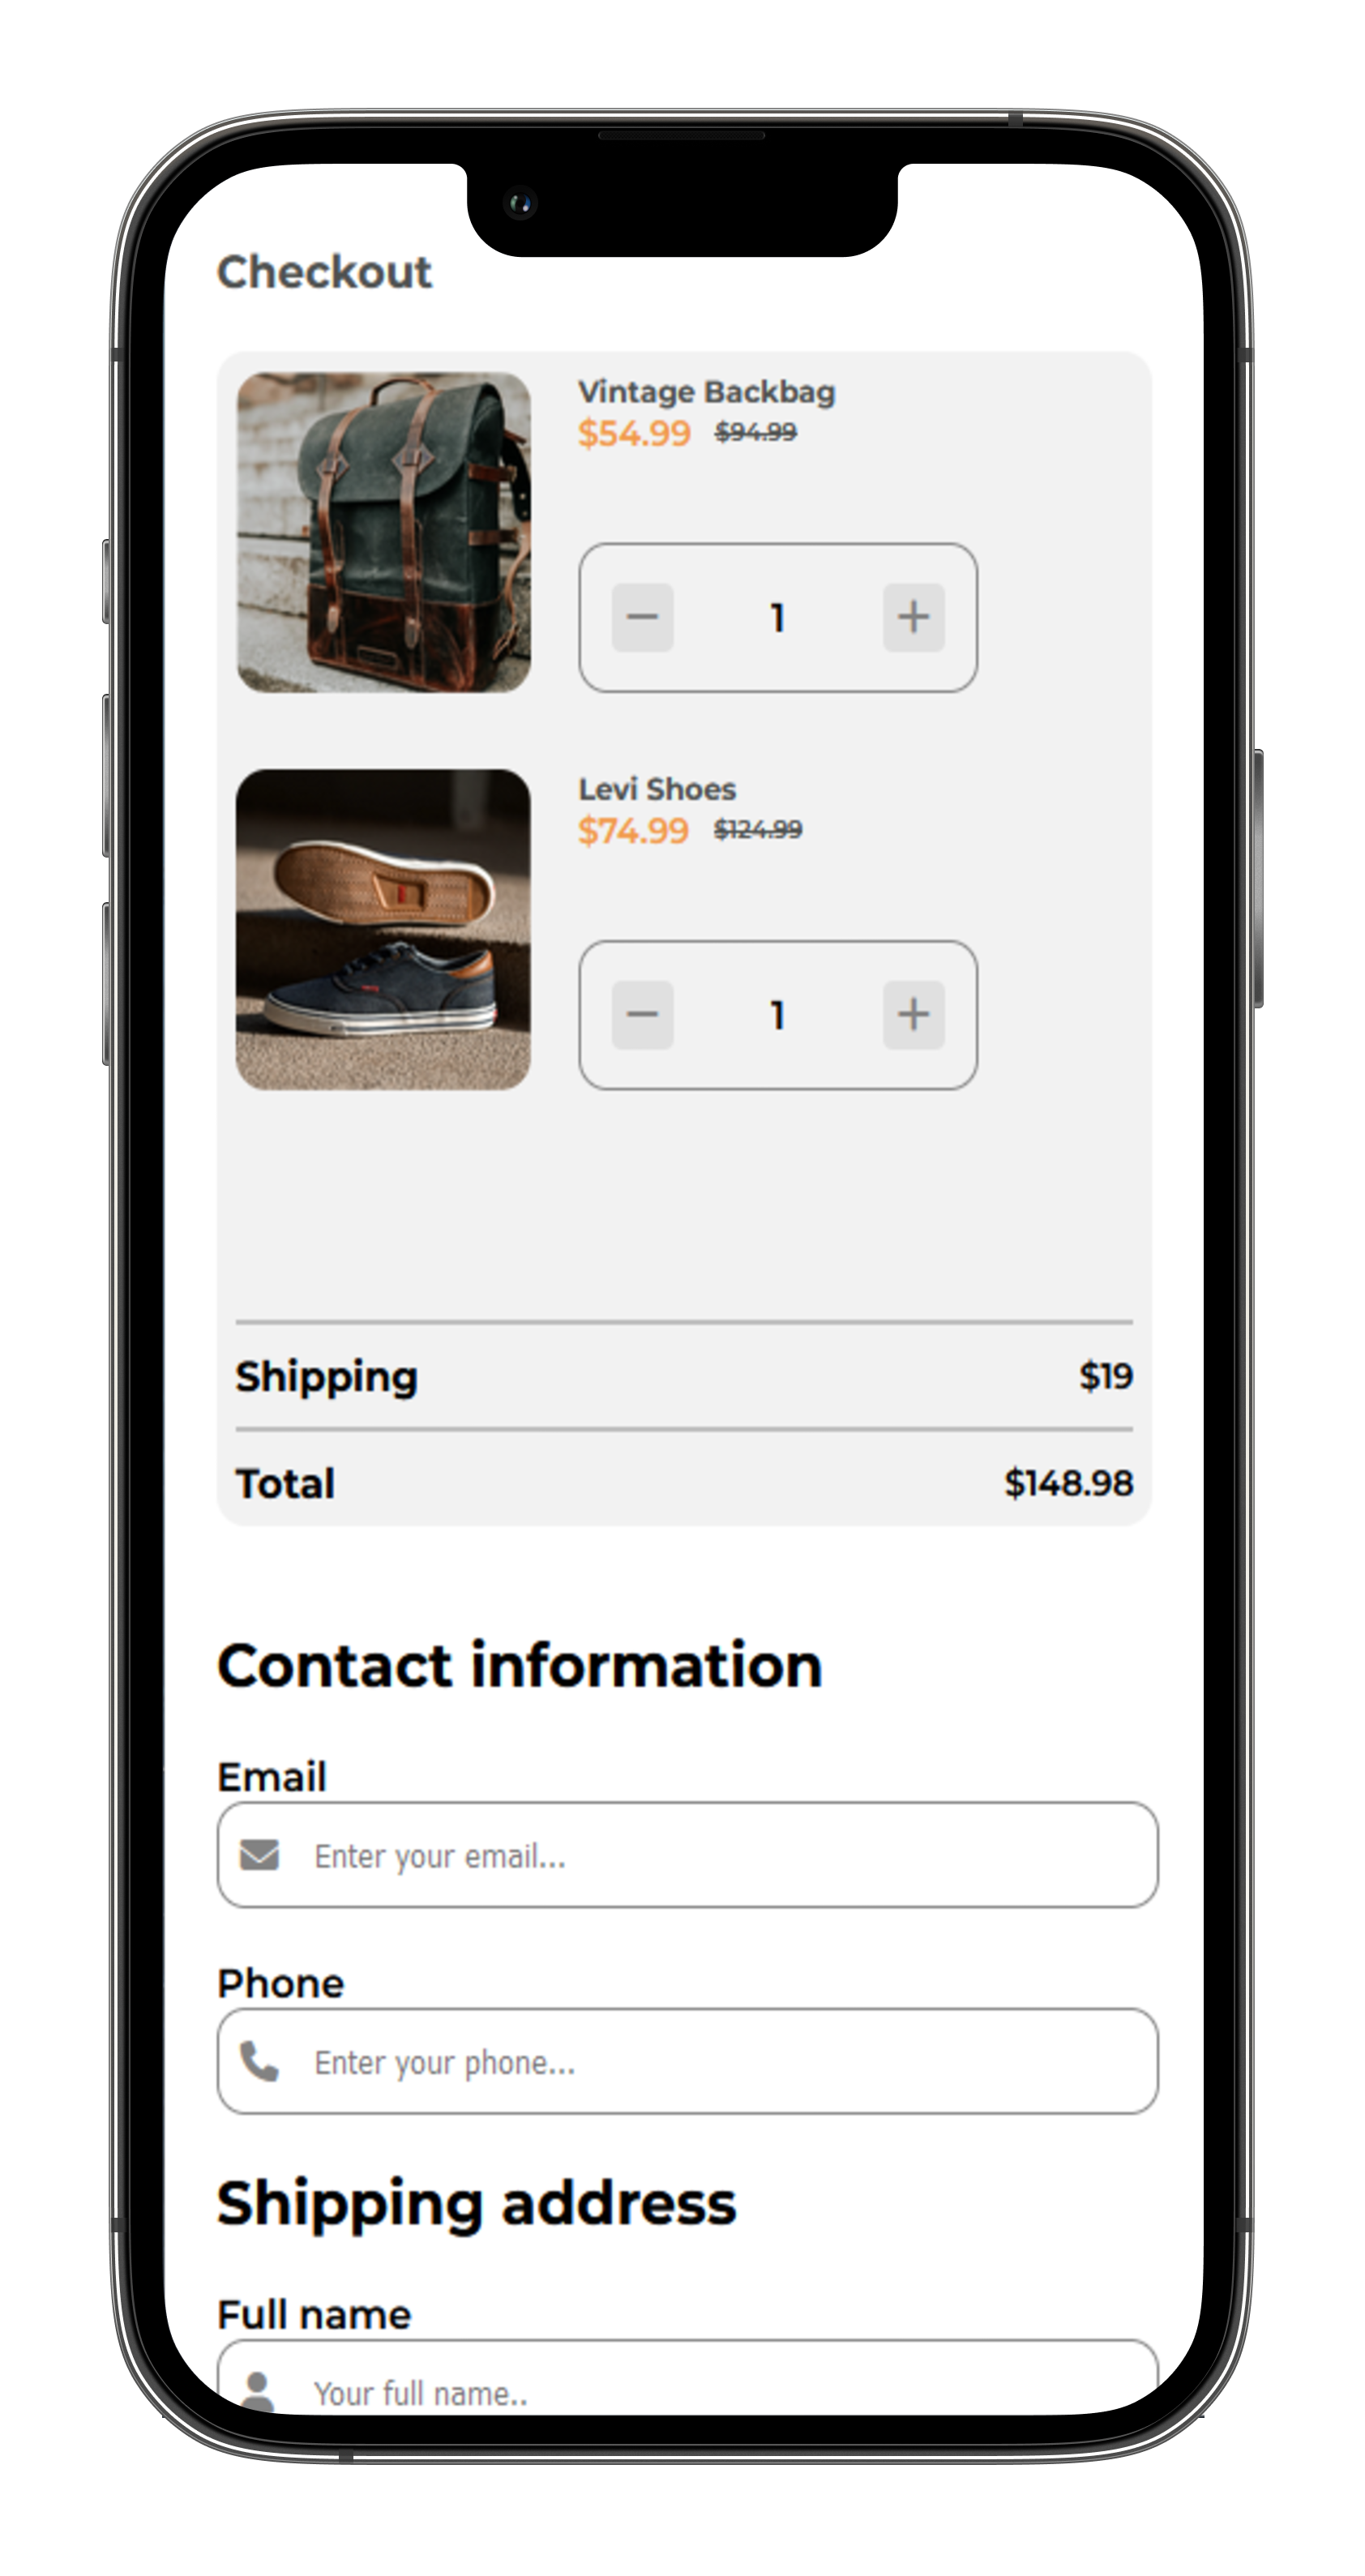 Checkout
Vintage Backbag
$54.99 $94.99
1
Levi Shoes
$74.99 $124.99
1
Shipping $19
Total $148.98
Contact information
Email
Enter your email...
Phone
Enter your phone...
Shipping address
Full name
Your full name..